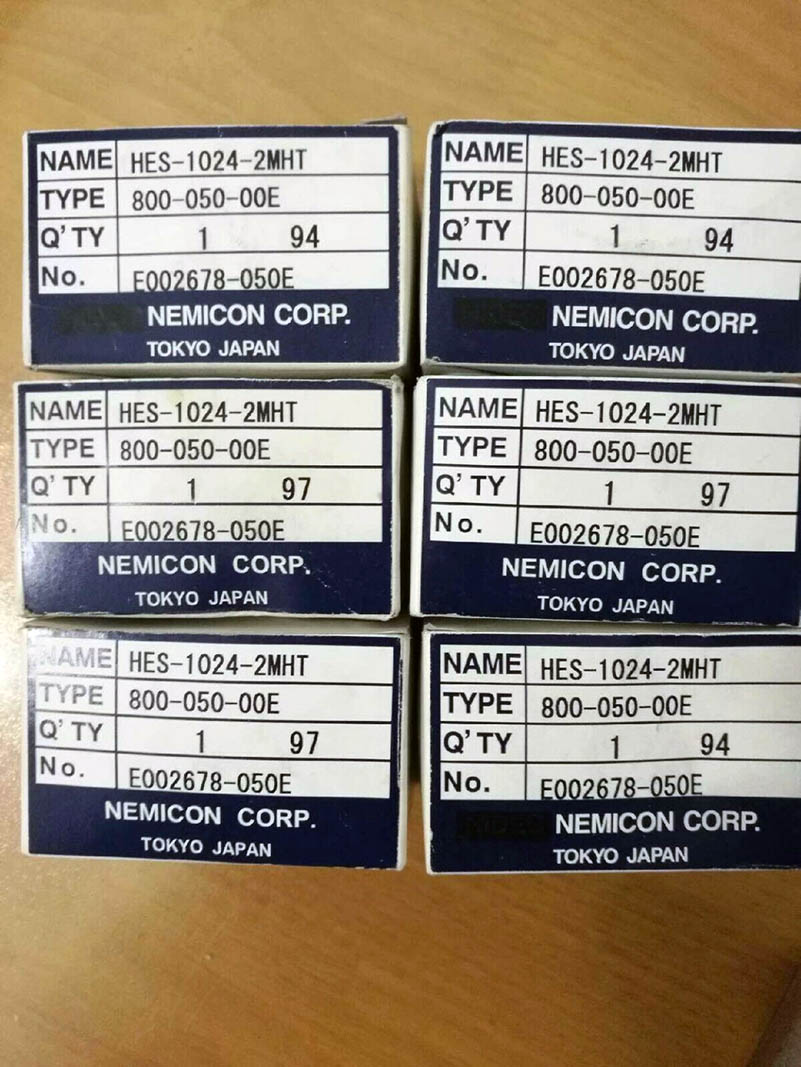 NAME HES-1024-2MHT
TYPE 800-050-00E
Q'TY 1 94
No. E002678-050E
NEMICON CORP.
TOKYO JAPAN
NAME HES-1024-2MHT
TYPE 800-050-00E
Q'TY 1 94
No. E002678-050E
NEMICON CORP.
TOKYO JAPAN
NAME HES-1024-2MHT
TYPE 800-050-00E
Q'TY 1 97
No. E002678-050E
NEMICON CORP.
TOKYO JAPAN
NAME HES-1024-2MHT
TYPE 800-050-00E
Q'TY 1 97
No. E002678-050E
NEMICON CORP.
TOKYO JAPAN
NAME HES-1024-2MHT
TYPE 800-050-00E
Q'TY 1 97
No. E002678-050E
NEMICON CORP.
TOKYO JAPAN
NAME HES-1024-2MHT
TYPE 800-050-00E
Q'TY 1 94
No. E002678-050E
NEMICON CORP.
TOKYO JAPAN